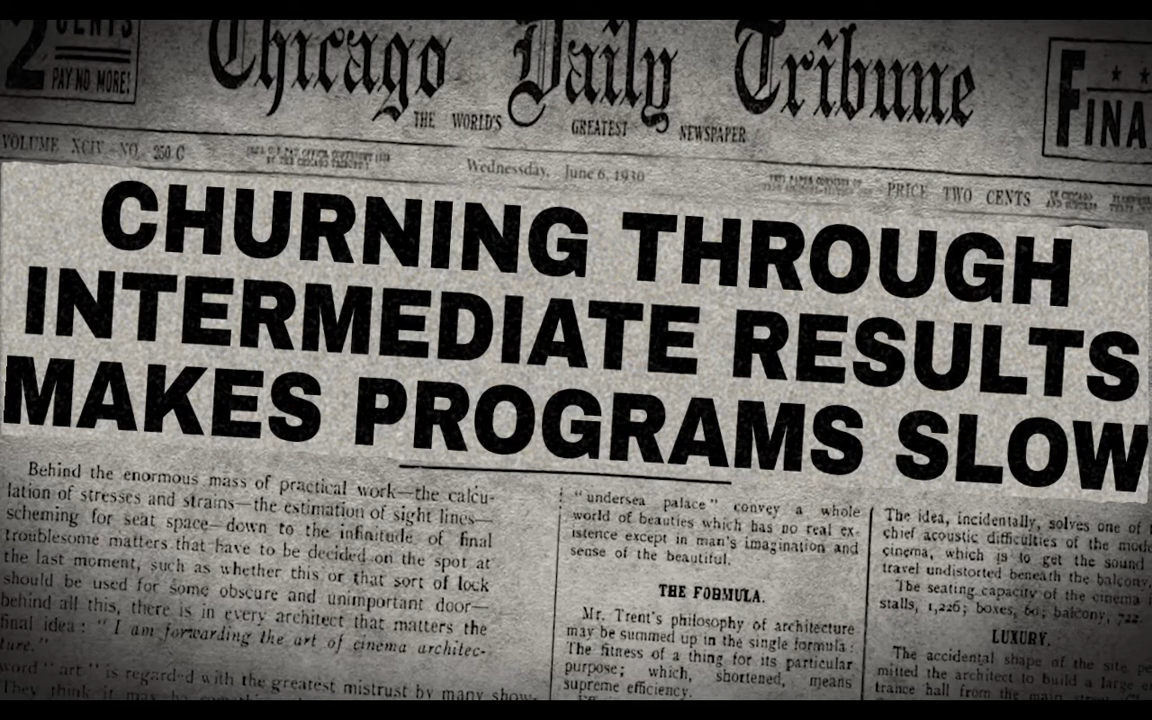 2 CENTS
PAY NO MORE!
Chicago Daily Tribune
THE WORLD'S GREATEST NEWSPAPER
FINA
VOLUME XCIV—NO. 250 C
Wednesday, June 6, 1930
PRICE TWO CENTS
CHURNING THROUGH
INTERMEDIATE RESULTS
MAKES PROGRAMS SLOW
Behind the enormous mass of practical work—the calcu-
lation of stresses and strains—the estimation of sight lines—
scheming for seat space—down to the infinitude of final
troublesome matters that have to be decided on the spot at
the last moment, such as whether this or that sort of lock
should be used for some obscure and unimportant door—
behind all this, there is in every architect that matters the
final idea: "I am forwarding the art of cinema architec-
ture."
word "art" is regarded with the greatest mistrust by many show-
They think it may be
"undersea palace" convey a whole
world of beauties which has no real ex-
istence except in man's imagination and
sense of the beautiful.
THE FORMULA.
Mr. Trent's philosophy of architecture
may be summed up in the single formula:
The fitness of a thing for its particular
purpose; which, shortened, means
supreme efficiency.
The idea, incidentally, solves one of
chief acoustic difficulties of the mode
cinema, which is to get the sound
travel undistorted beneath the balcony.
The seating capacity of the cinema
stalls, 1,226; boxes, 60; balcony, 722.
LUXURY.
The accidental shape of the site pe
mitted the architect to build a large e
trance hall from the main